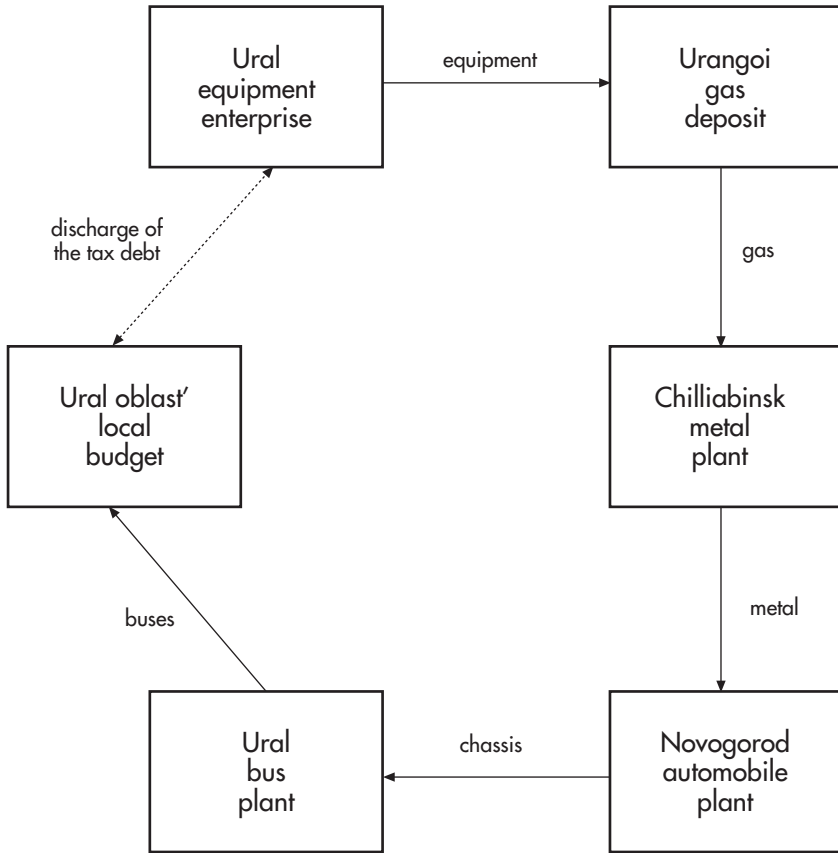 Ural
equipment
enterprise
equipment
Urangoi
gas
deposit
discharge of
the tax debt
gas
Ural oblast′
local
budget
Chilliabinsk
metal
plant
buses
metal
Ural
bus
plant
chassis
Novogorod
automobile
plant